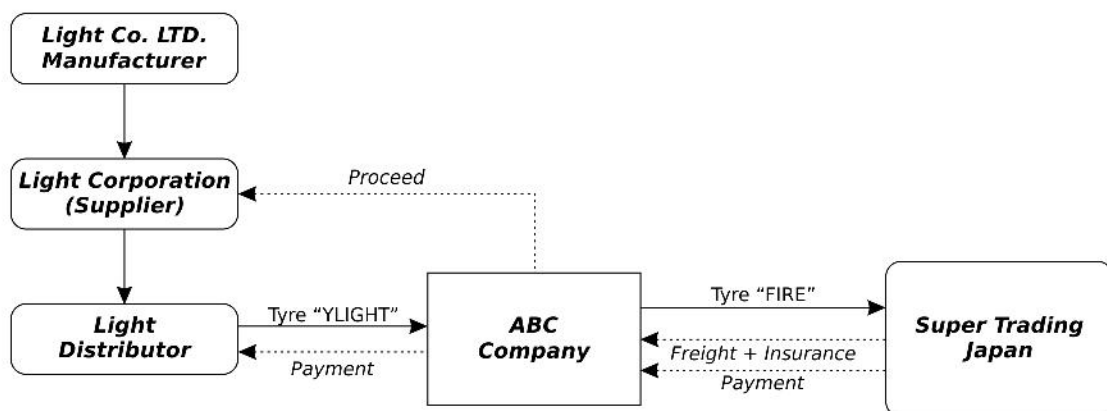 Light Co. LTD.
Manufacturer
Light Corporation
(Supplier)
Proceed
Light
Distributor
Tyre “YLIGHT”
Payment
ABC
Company
Tyre “FIRE”
Freight + Insurance
Payment
Super Trading
Japan